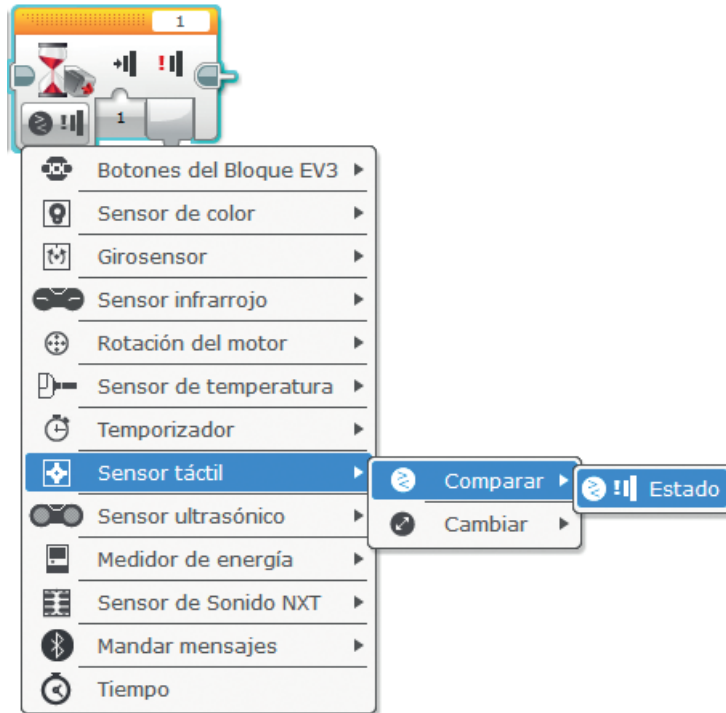 1
1
Botones del Bloque EV3
Sensor de color
Girosensor
Sensor infrarrojo
Rotación del motor
Sensor de temperatura
Temporizador
Sensor táctil
Comparar
Estado
Sensor ultrasónico
Cambiar
Medidor de energía
Sensor de Sonido NXT
Mandar mensajes
Tiempo